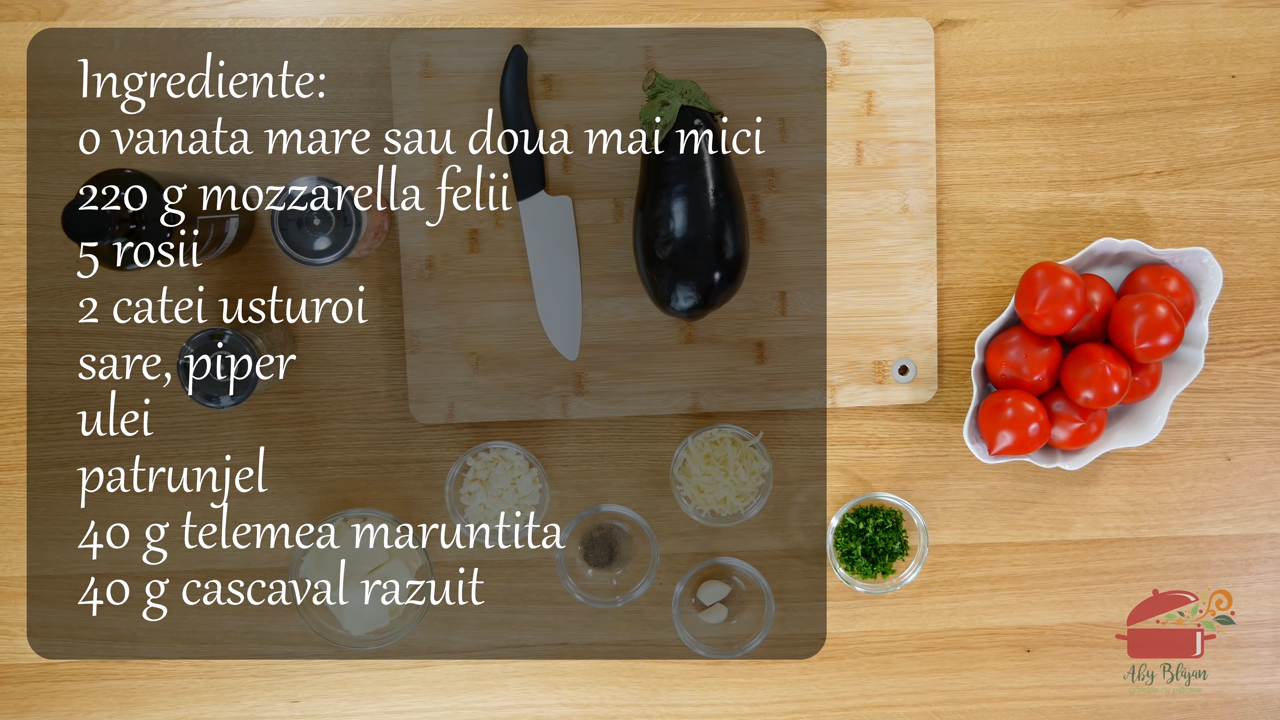 Ingrediente:
o vanata mare sau doua mai mici
220 g mozzarella felii
5 rosii
2 catei usturoi
sare, piper
ulei
patrunjel
40 g telemea maruntita
40 g cascaval razuit
Aby Blăjan